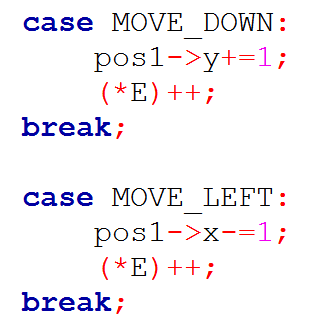 case MOVE_DOWN:
pos1->y+=1;
(*E)++;
break;
case MOVE_LEFT:
pos1->x-=1;
(*E)++;
break;